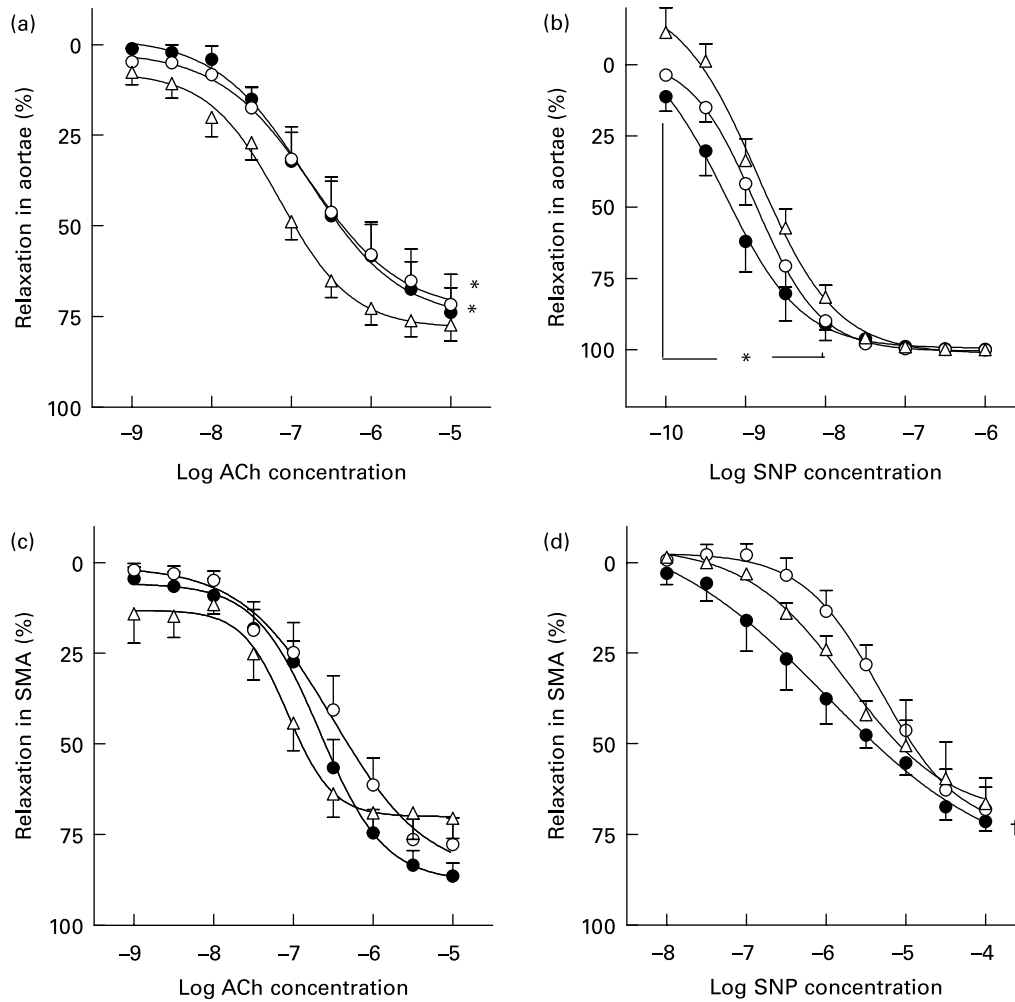 (a)
Relaxation in aortae (%)
0
25
50
75
100
*
*
−9 −8 −7 −6 −5
Log ACh concentration
(b)
Relaxation in aortae (%)
0
25
50
75
100
*
−10 −9 −8 −7 −6
Log SNP concentration
(c)
Relaxation in SMA (%)
0
25
50
75
100
−9 −8 −7 −6 −5
Log ACh concentration
(d)
Relaxation in SMA (%)
0
25
50
75
100
†
−8 −7 −6 −5 −4
Log SNP concentration